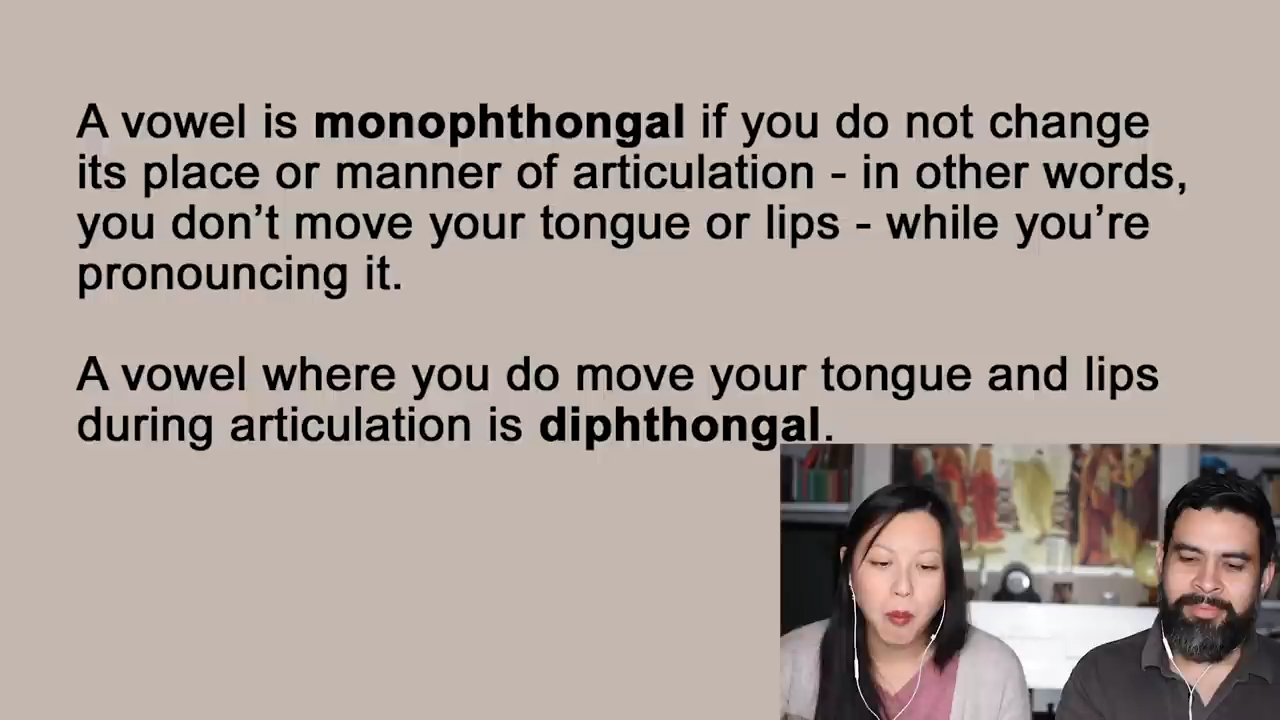 A vowel is monophthongal if you do not change
its place or manner of articulation - in other words,
you don’t move your tongue or lips - while you’re
pronouncing it.
A vowel where you do move your tongue and lips
during articulation is diphthongal.